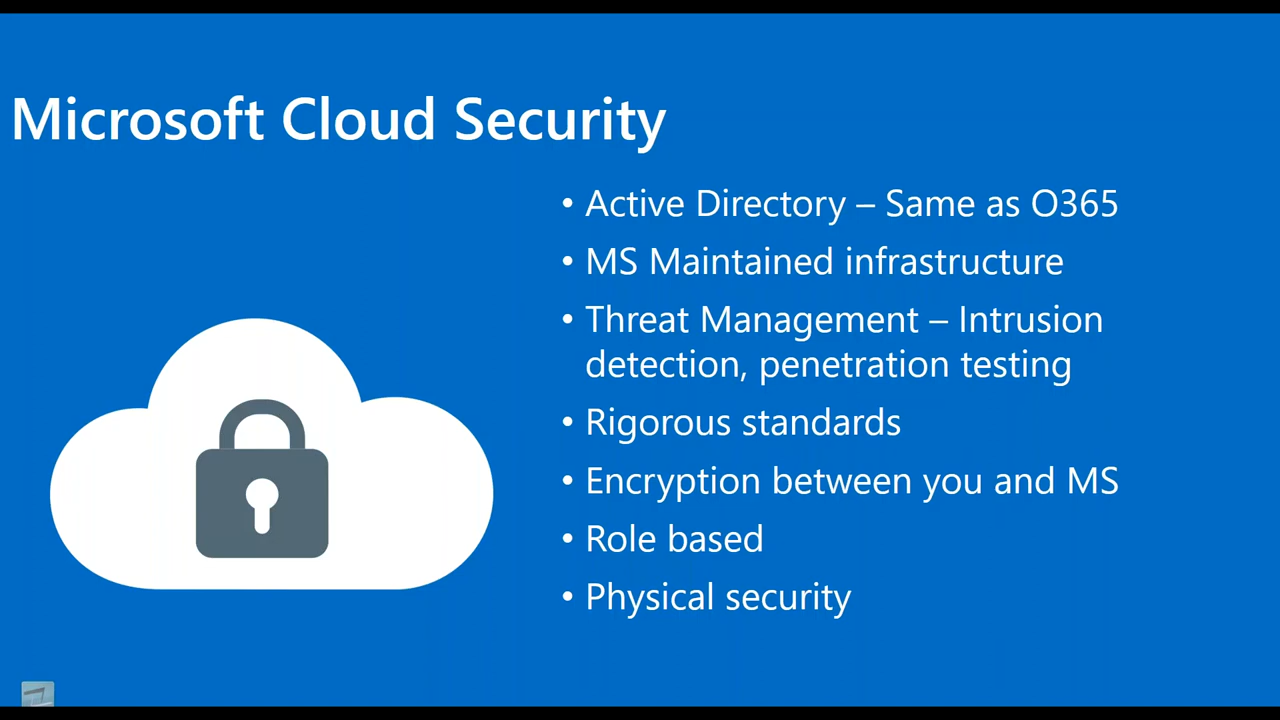 Microsoft Cloud Security
• Active Directory – Same as O365
• MS Maintained infrastructure
• Threat Management – Intrusion
detection, penetration testing
• Rigorous standards
• Encryption between you and MS
• Role based
• Physical security